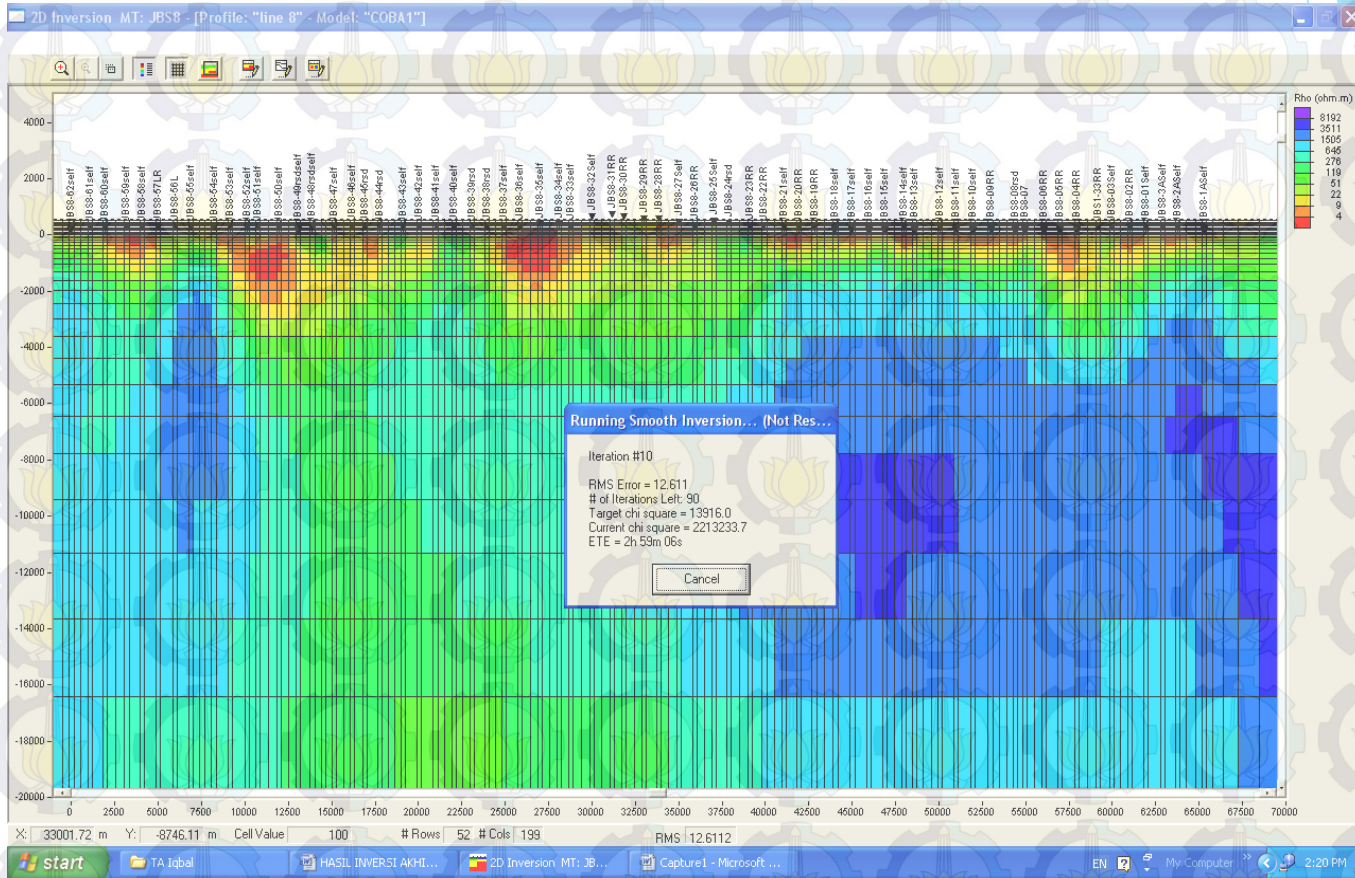 2D Inversion MT: JBS8 - [Profile: "line 8" - Model: "COBA1"]
Rho (ohm.m)
8192
3511
1505
645
276
119
51
22
9
4
4000
2000
0
-2000
-4000
-6000
-8000
-10000
-12000
-14000
-16000
-18000
-20000
JBS8-62self
JBS8-61self
JBS8-60self
JBS8-59self
JBS8-58self
JBS8-57LR
JBS8-56L
JBS8-55self
JBS8-54self
JBS8-53self
JBS8-52self
JBS8-51self
JBS8-50self
JBS8-49rsdself
JBS8-48rsdself
JBS8-47self
JBS8-46self
JBS8-45rsd
JBS8-44rsd
JBS8-43self
JBS8-42self
JBS8-41self
JBS8-40self
JBS8-39rsd
JBS8-38rsd
JBS8-37self
JBS8-36self
JBS8-35self
JBS8-34self
JBS8-33self
JBS8-32Self
JBS8-31RR
JBS8-30RR
JBS8-29RR
JBS8-28RR
JBS8-27Self
JBS8-26RR
JBS8-25Self
JBS8-24rsd
JBS8-23RR
JBS8-22RR
JBS8-21self
JBS8-20RR
JBS8-19RR
JBS8-18self
JBS8-17self
JBS8-16self
JBS8-15self
JBS8-14self
JBS8-13self
JBS8-12self
JBS8-11self
JBS8-10self
JBS8-09RR
JBS8-08rsd
JBS8-07
JBS8-06RR
JBS8-05RR
JBS8-04RR
JBS1-33RR
JBS8-03Self
JBS8-02RR
JBS8-01Self
JBS8-3ASelf
JBS8-2ASelf
JBS8-1ASelf
Running Smooth Inversion... (Not Res...
Iteration #10
RMS Error = 12.611
# of Iterations Left: 90
Target chi square = 13916.0
Current chi square = 2213233.7
ETE = 2h 59m 06s
Cancel
0 2500 5000 7500 10000 12500 15000 17500 20000 22500 25000 27500 30000 32500 35000 37500 40000 42500 45000 47500 50000 52500 55000 57500 60000 62500 65000 67500 70000
X: 33001.72 m Y: -8746.11 m Cell Value 100 # Rows 52 # Cols 199 RMS 12.6112
start TA Iqbal HASIL INVERSI AKHI... 2D Inversion MT: JB... Capture1 - Microsoft ... EN My Computer 2:20 PM